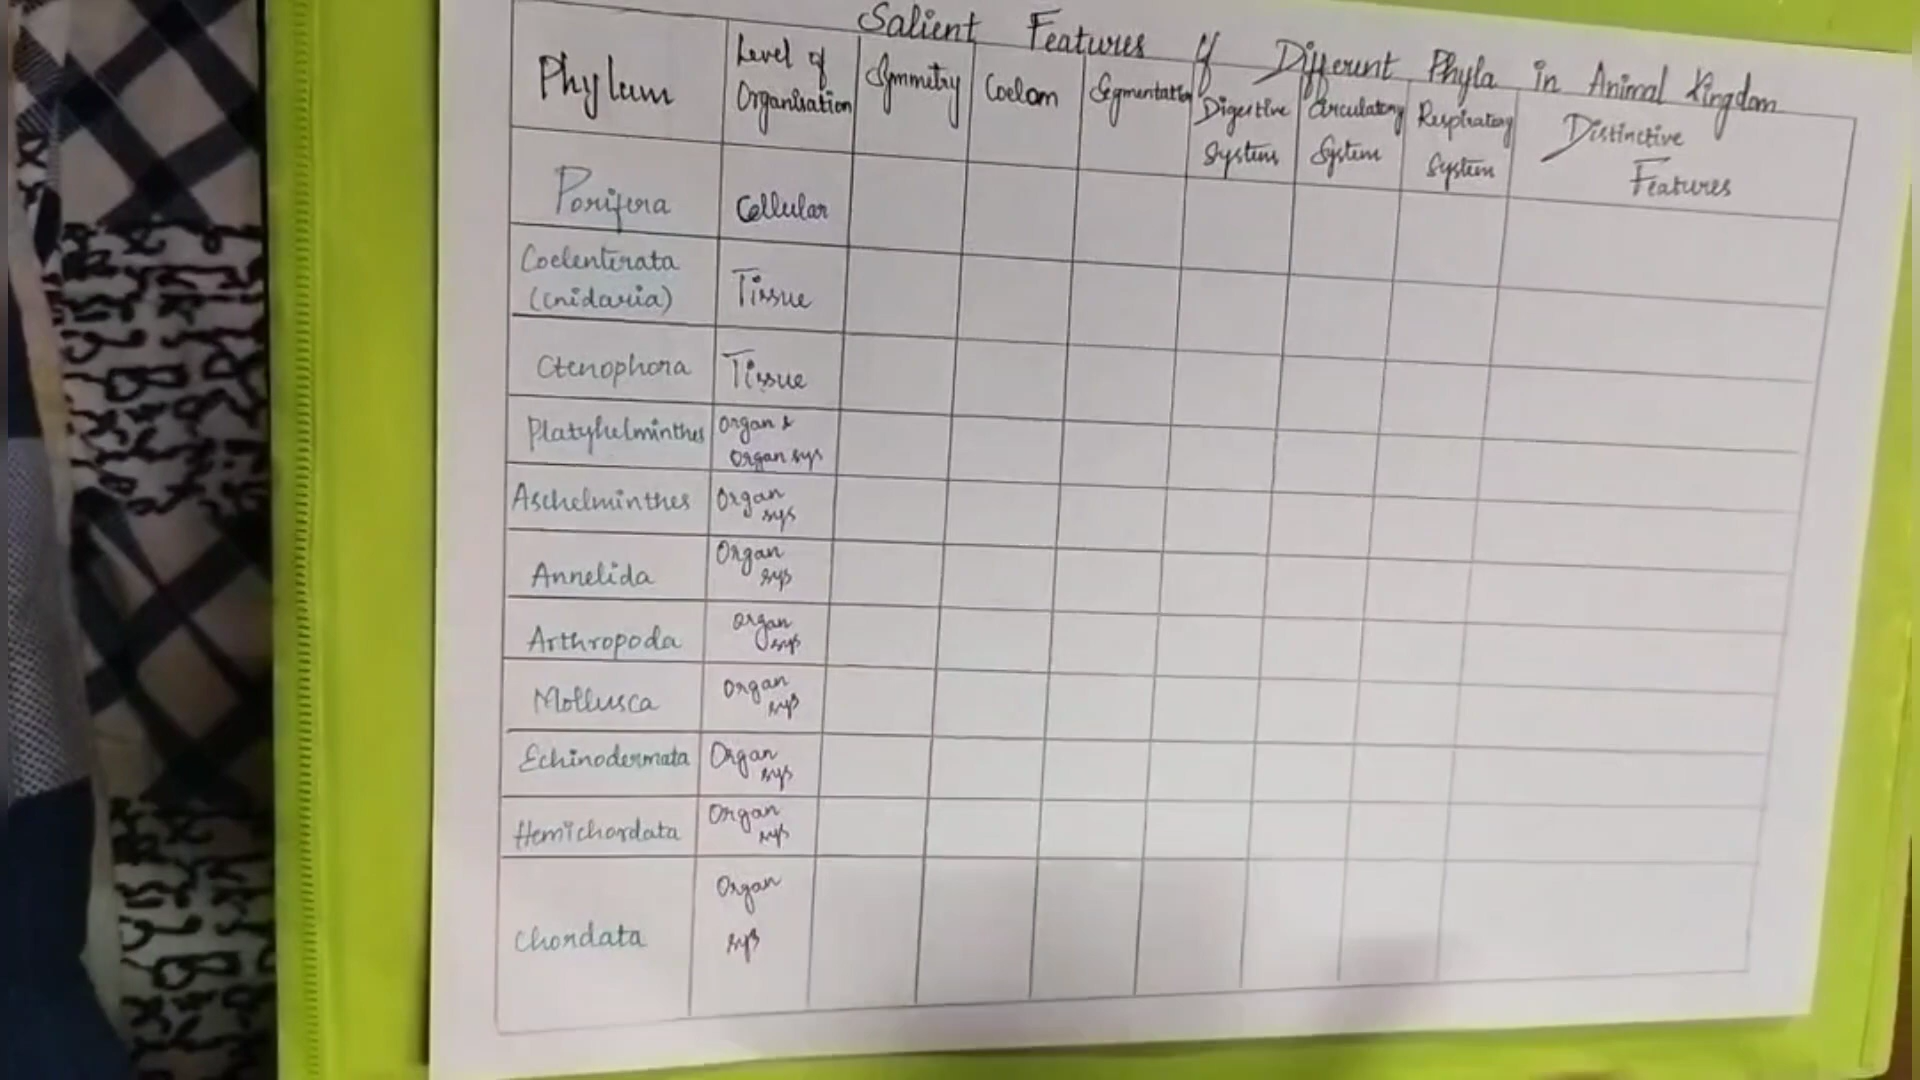 Salient Features of Different Phyla in Animal Kingdom
Phylum
Level of
Organisation
Symmetry
Coelom
Segmentation
Digestive
System
Circulatory
System
Respiratory
System
Distinctive
Features
Porifera
Cellular
Coelenterata
(Cnidaria)
Tissue
Ctenophora
Tissue
Platyhelminthes
Organ &
Organ sys
Aschelminthes
Organ
sys
Annelida
Organ
sys
Arthropoda
Organ
sys
Mollusca
Organ
sys
Echinodermata
Organ
sys
Hemichordata
Organ
sys
Chordata
Organ
sys